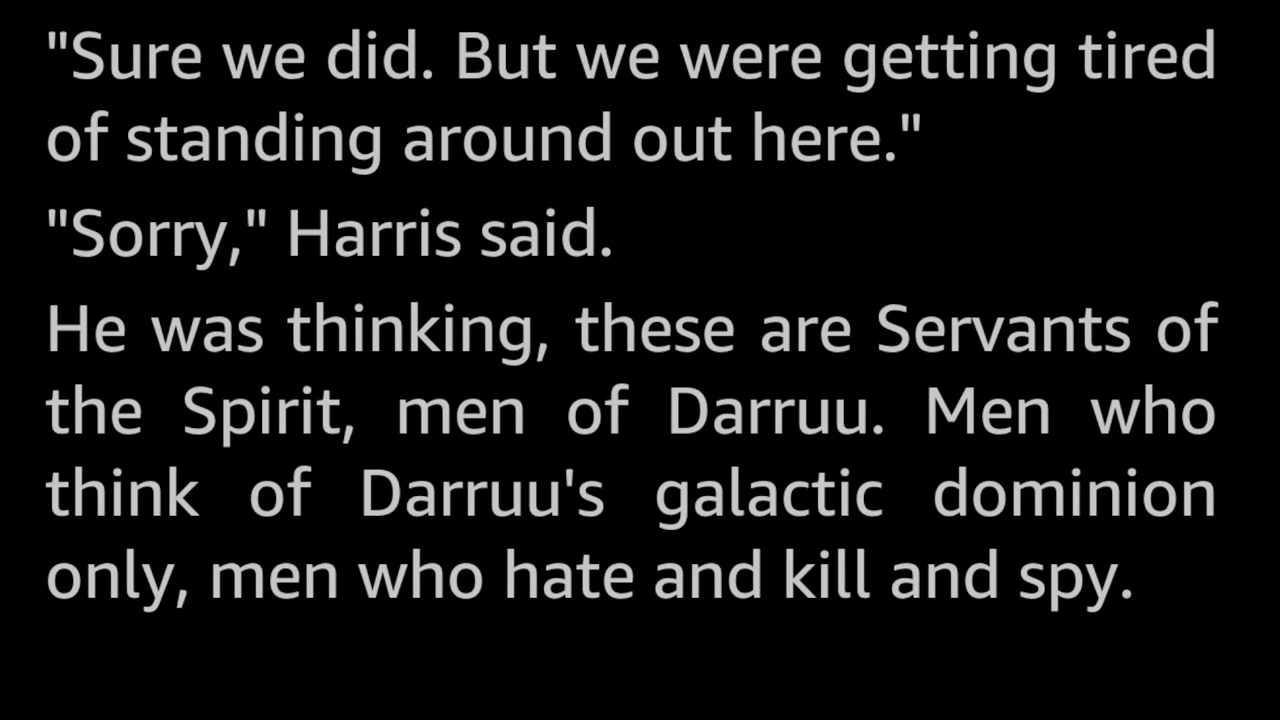 "Sure we did. But we were getting tired
of standing around out here."
"Sorry," Harris said.
He was thinking, these are Servants of
the Spirit, men of Darruu. Men who
think of Darruu's galactic dominion
only, men who hate and kill and spy.